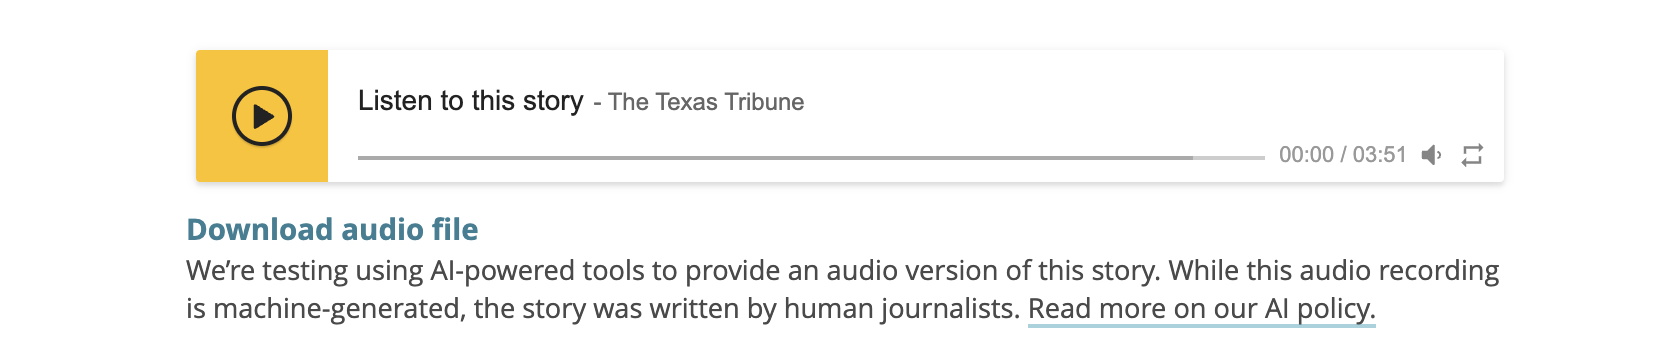 Listen to this story - The Texas Tribune
00:00 / 03:51
Download audio file
We’re testing using AI-powered tools to provide an audio version of this story. While this audio recording
is machine-generated, the story was written by human journalists. Read more on our AI policy.